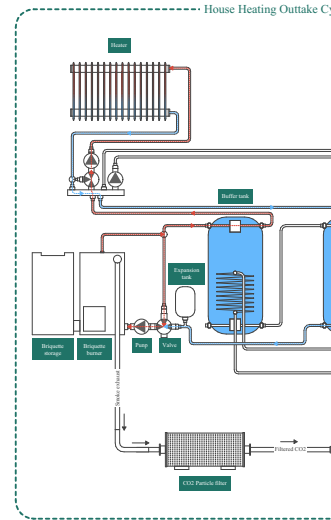 House Heating Outtake Cy
Heater
Buffer tank
Expansion
tank
Briquette
storage
Briquette
burner
Pump
Valve
Smoke exhaust
Filtered CO2
CO2 Particle filter